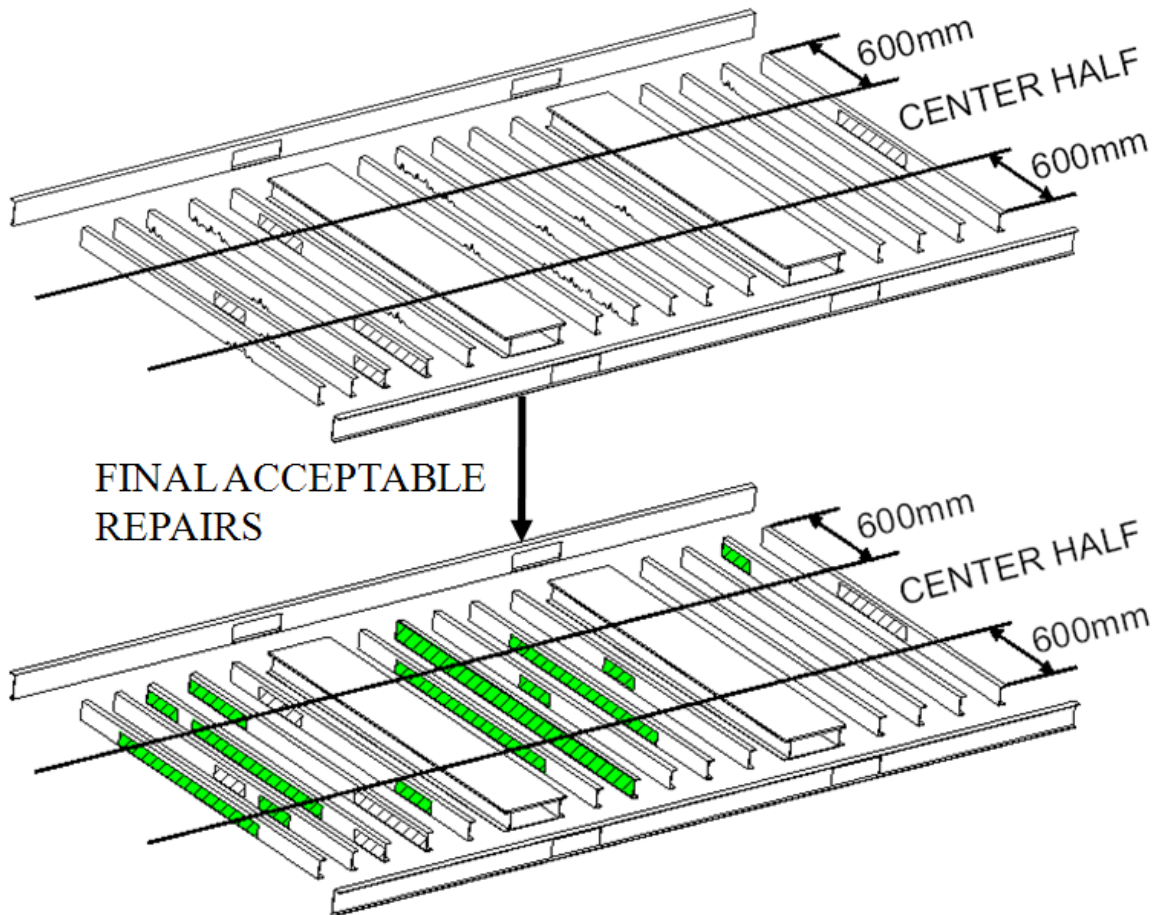 600mm
CENTER HALF
600mm
FINAL ACCEPTABLE
REPAIRS
600mm
CENTER HALF
600mm